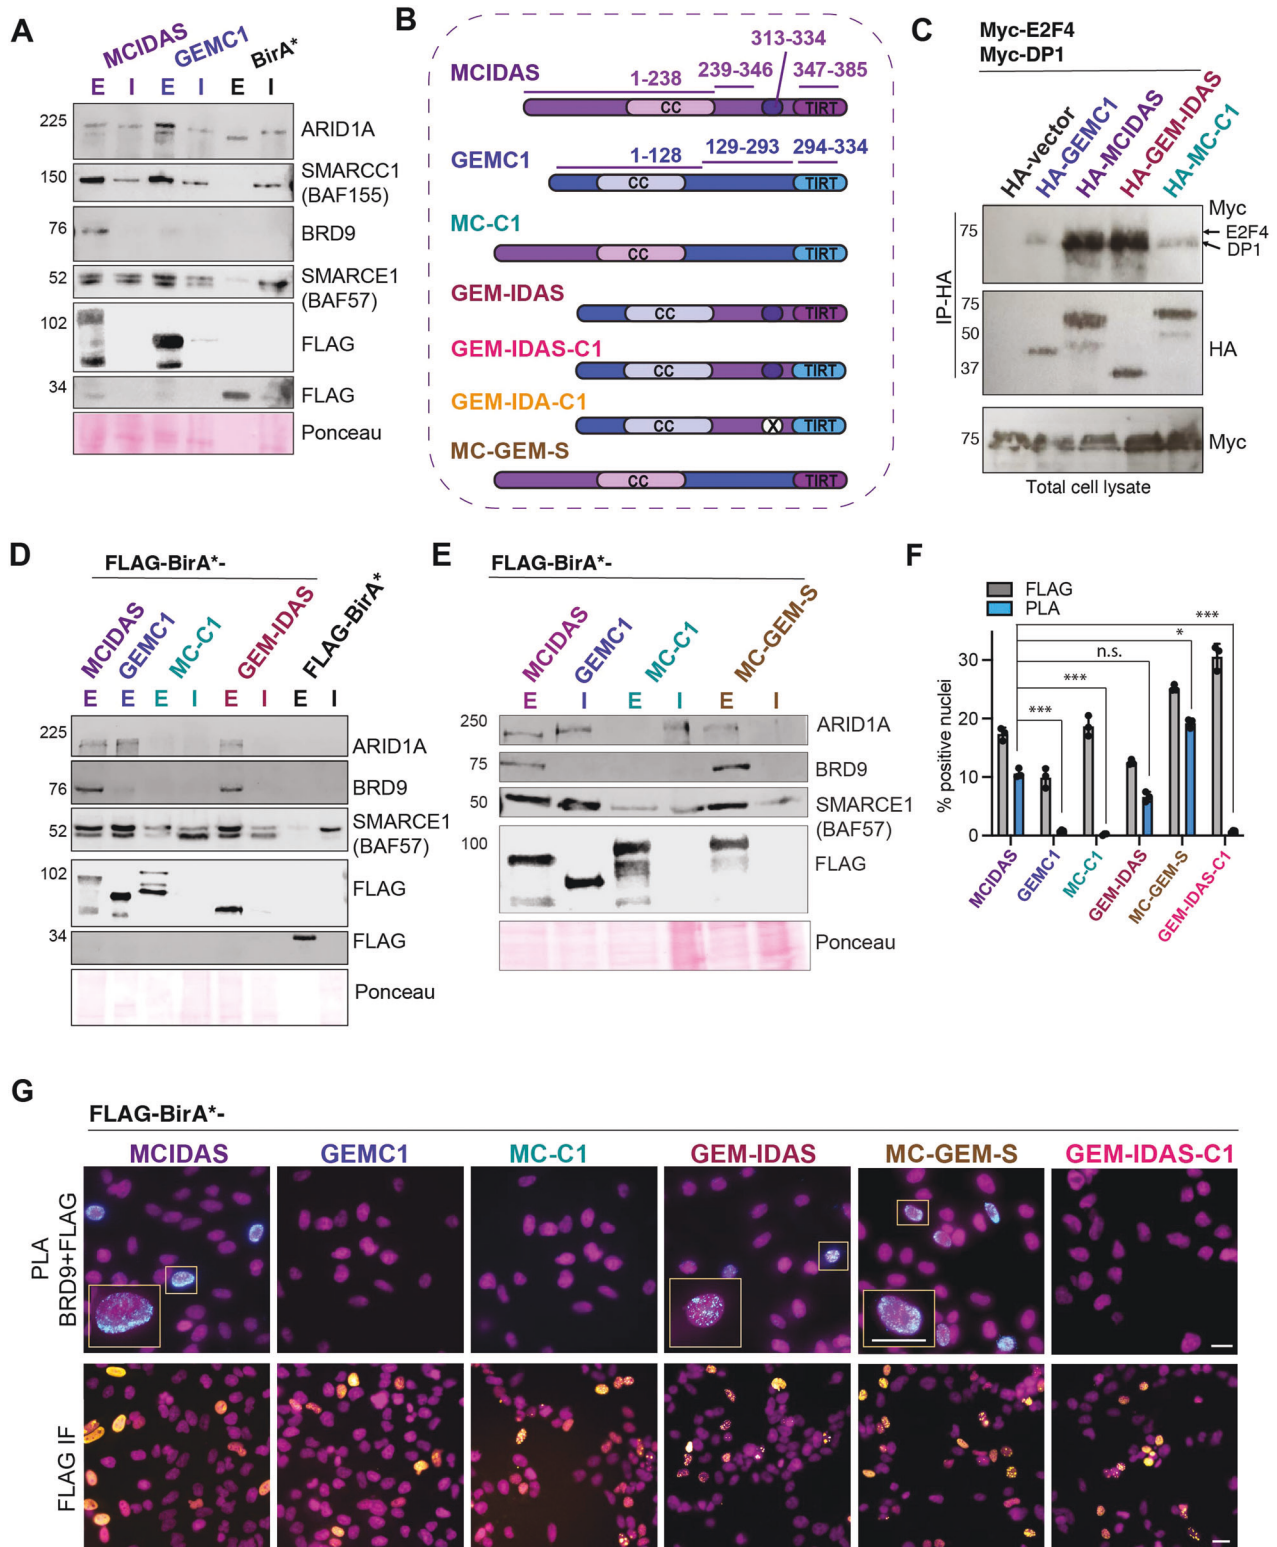 A
MCIDAS
GEMC1
BirA*
E I E I E I
225
ARID1A
150
SMARCC1
(BAF155)
76
BRD9
52
SMARCE1
(BAF57)
102
FLAG
34
FLAG
Ponceau
B
313-334
MCIDAS
1-238
239-346
347-385
CC
TIRT
GEMC1
1-128
129-293
294-334
CC
TIRT
MC-C1
CC
TIRT
GEM-IDAS
CC
TIRT
GEM-IDAS-C1
CC
TIRT
GEM-IDA-C1
CC
X
TIRT
MC-GEM-S
CC
TIRT
C
Myc-E2F4
Myc-DP1
HA-vector
HA-GEMC1
HA-MCIDAS
HA-GEM-IDAS
HA-MC-C1
IP-HA
75
Myc
E2F4
DP1
75
50
37
HA
75
Myc
Total cell lysate
D
FLAG-BirA*-
MCIDAS
GEMC1
MC-C1
GEM-IDAS
FLAG-BirA*
E E E I E I E I
225
ARID1A
76
BRD9
52
SMARCE1
(BAF57)
102
FLAG
34
FLAG
Ponceau
E
FLAG-BirA*-
MCIDAS
GEMC1
MC-C1
MC-GEM-S
E I E I E I
250
ARID1A
75
BRD9
50
SMARCE1
(BAF57)
100
FLAG
Ponceau
F
FLAG
PLA
***
*
n.s.
***
***
% positive nuclei
30
20
10
0
MCIDAS
GEMC1
MC-C1
GEM-IDAS
MC-GEM-S
GEM-IDAS-C1
G
FLAG-BirA*-
MCIDAS
GEMC1
MC-C1
GEM-IDAS
MC-GEM-S
GEM-IDAS-C1
PLA
BRD9+FLAG
FLAG IF